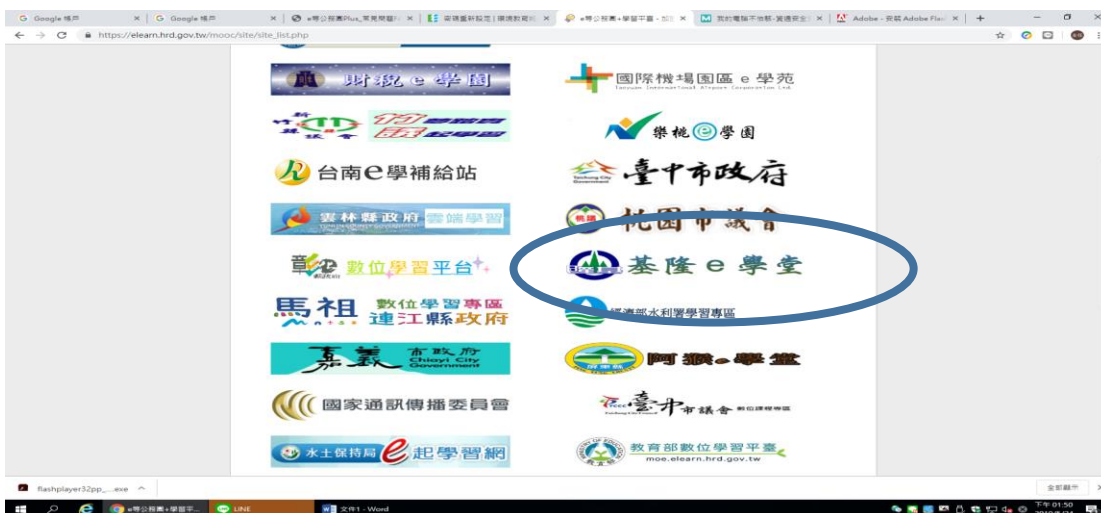 Google 帳戶
Google 帳戶
e等公務園Plus_常見問題
e等公務園+學習平臺
Adobe - 安裝 Adobe Flas
https://elearn.hrd.gov.tw/mooc/site/site_list.php
財稅e學園
國際機場園區e學苑
Taoyuan International Airport Corporation Ltd.
新竹縣議會
樂桃e學園
台南e學補給站
Taichung City Government
臺中市政府
雲林縣政府 雲端學習
桃議
桃園市議會
數位學習平台
基隆e學堂
馬祖 數位學習專區
連江縣政府
經濟部水利署學習專區
嘉義市政府
Chiayi City
Government
屏東縣
阿猴e學堂
國家通訊傳播委員會
臺中市議會 數位課程專區
水土保持局e起學習網
教育部數位學習平臺
moe.elearn.hrd.gov.tw
flashplayer32pp_....exe
全部顯示
e等公務園+學習平...
LINE
文件1 - Word
下午 01:50